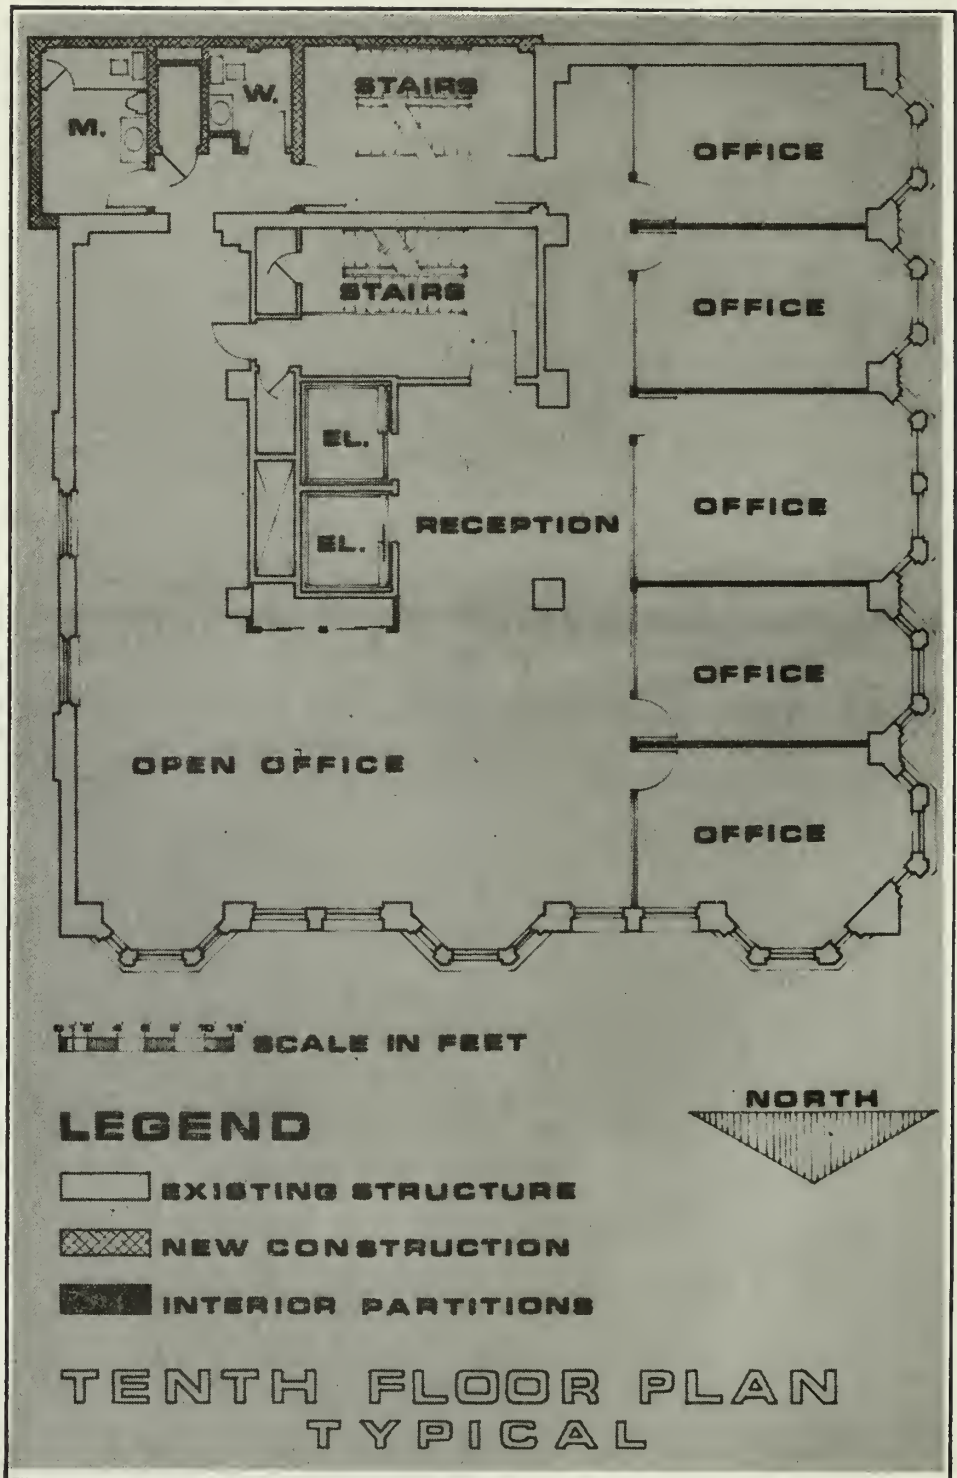 STAIRS
W.
M.
OFFICE
STAIRS
OFFICE
EL.
OFFICE
RECEPTION
EL.
OFFICE
OPEN OFFICE
OFFICE
SCALE IN FEET
NORTH
LEGEND
EXISTING STRUCTURE
NEW CONSTRUCTION
INTERIOR PARTITIONS
TENTH FLOOR PLAN
TYPICAL